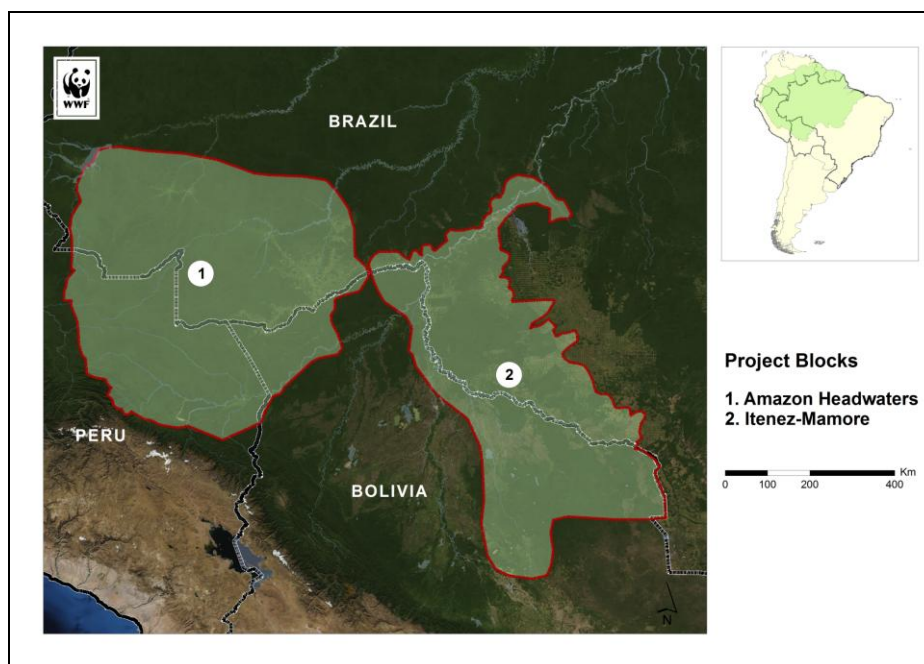 WWF
BRAZIL
1
2
PERU
BOLIVIA
N
Project Blocks
1. Amazon Headwaters
2. Itenez-Mamore
Km
0 100 200 400